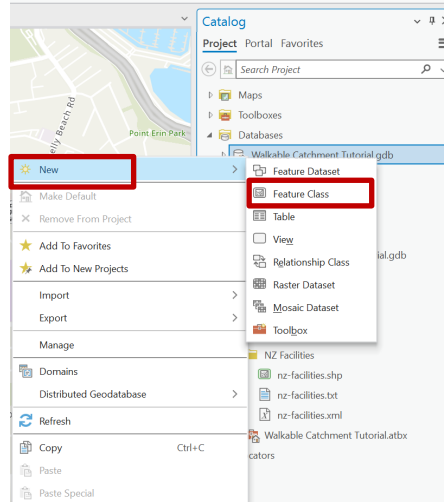 Catalog
Project Portal Favorites
Search Project
Maps
Toolboxes
Databases
Walkable Catchment Tutorial.gdb
Beach Rd
Point Erin Park
New
Make Default
Remove From Project
Add To Favorites
Add To New Projects
Import
Export
Manage
Domains
Distributed Geodatabase
Refresh
Copy Ctrl+C
Paste
Paste Special
Feature Dataset
Feature Class
Table
View
Relationship Class
Raster Dataset
Mosaic Dataset
Toolbox
ial.gdb
NZ Facilities
nz-facilities.shp
nz-facilities.txt
nz-facilities.xml
Walkable Catchment Tutorial.atbx
cators